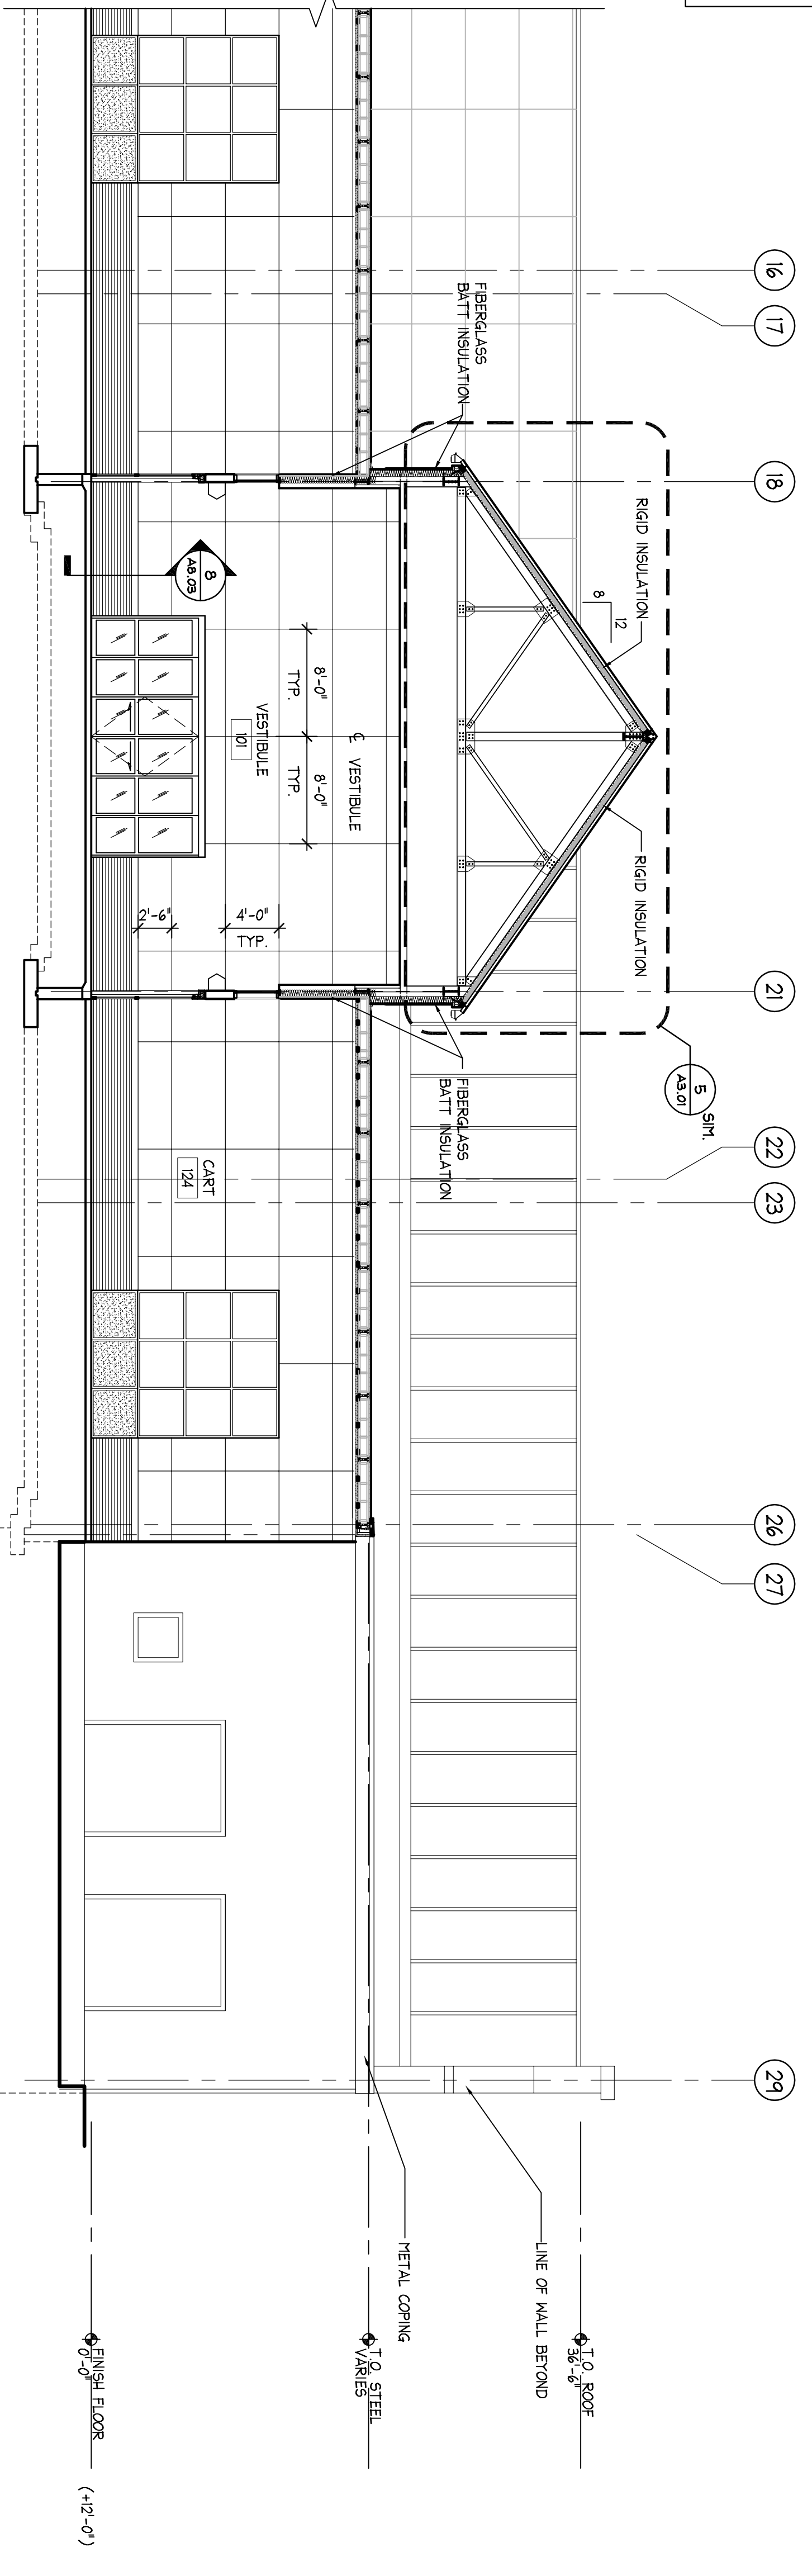 16
17
18
21
22
23
26
27
29
FIBERGLASS
BATT INSULATION
RIGID INSULATION
12
8
RIGID INSULATION
5
A3.01
SIM.
FIBERGLASS
BATT INSULATION
8
A8.03
8'-0"
TYP.
8'-0"
TYP.
℄ VESTIBULE
VESTIBULE
101
4'-0"
TYP.
2'-6"
CART
124
LINE OF WALL BEYOND
METAL COPING
T.O. ROOF
36'-6"
T.O. STEEL
VARIES
FINISH FLOOR
0'-0"
(+12'-0")